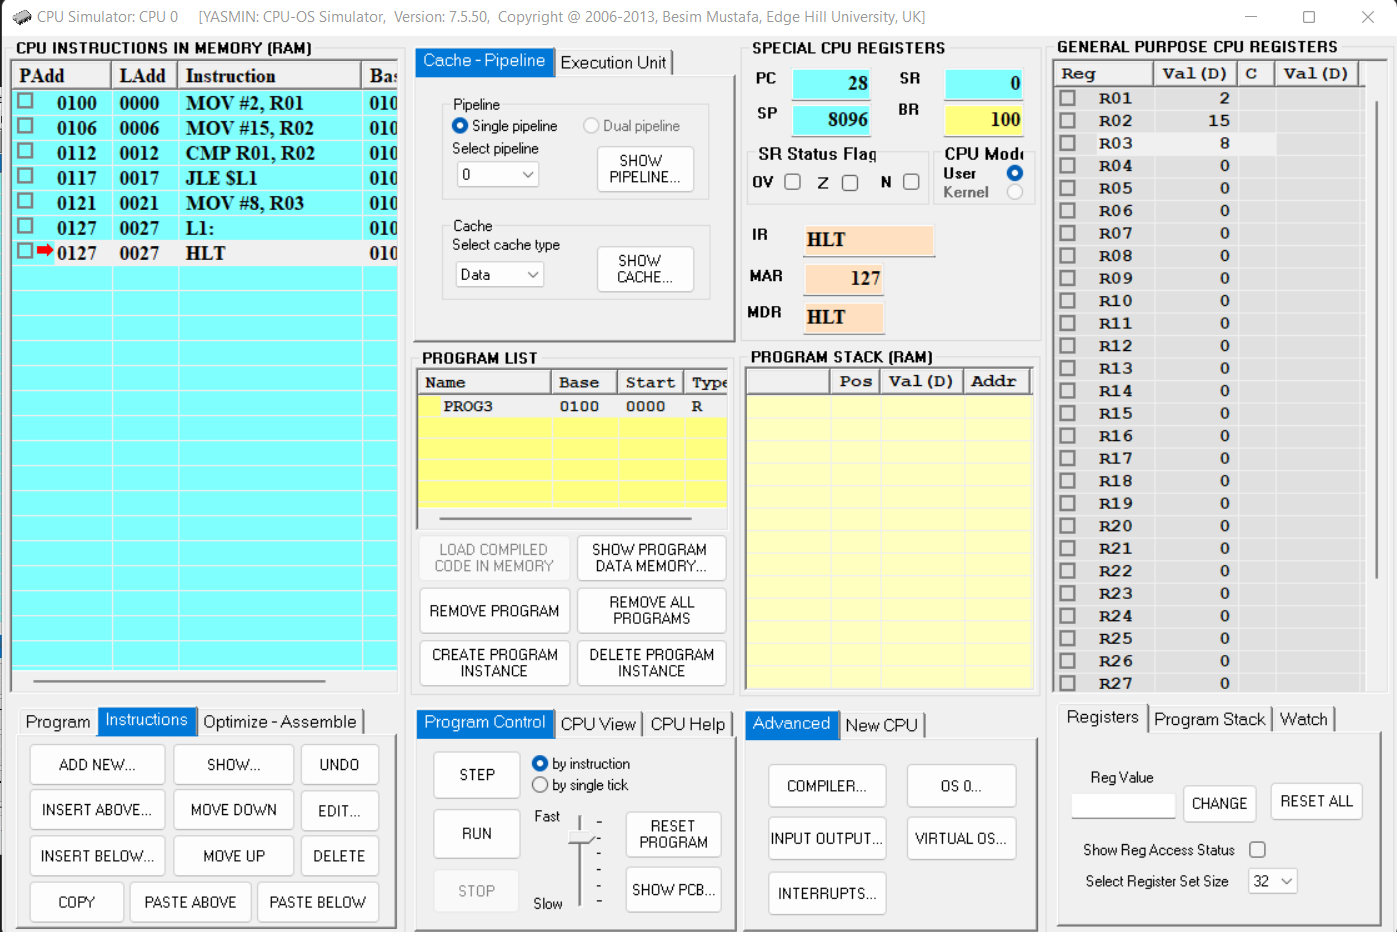 CPU Simulator: CPU 0 [YASMIN: CPU-OS Simulator, Version: 7.5.50, Copyright @ 2006-2013, Besim Mustafa, Edge Hill University, UK]
CPU INSTRUCTIONS IN MEMORY (RAM)
PAdd LAdd Instruction Bas
0100 0000 MOV #2, R01 010
0106 0006 MOV #15, R02 010
0112 0012 CMP R01, R02 010
0117 0017 JLE $L1 010
0121 0021 MOV #8, R03 010
0127 0027 L1: 010
0127 0027 HLT 010
Program Instructions Optimize - Assemble
ADD NEW... SHOW... UNDO
INSERT ABOVE... MOVE DOWN EDIT...
INSERT BELOW... MOVE UP DELETE
COPY PASTE ABOVE PASTE BELOW
Cache - Pipeline Execution Unit
Pipeline
Single pipeline Dual pipeline
Select pipeline
0
SHOW
PIPELINE...
Cache
Select cache type
Data
SHOW
CACHE...
PROGRAM LIST
Name Base Start Type
PROG3 0100 0000 R
LOAD COMPILED
CODE IN MEMORY
SHOW PROGRAM
DATA MEMORY...
REMOVE PROGRAM
REMOVE ALL
PROGRAMS
CREATE PROGRAM
INSTANCE
DELETE PROGRAM
INSTANCE
Program Control CPU View CPU Help
STEP
by instruction
by single tick
RUN
STOP
Fast
Slow
RESET
PROGRAM
SHOW PCB...
SPECIAL CPU REGISTERS
PC 28 SR 0
SP 8096 BR 100
SR Status Flag
OV Z N
CPU Mode
User
Kernel
IR HLT
MAR 127
MDR HLT
PROGRAM STACK (RAM)
Pos Val(D) Addr
Advanced New CPU
COMPILER... OS 0...
INPUT OUTPUT... VIRTUAL OS...
INTERRUPTS...
GENERAL PURPOSE CPU REGISTERS
Reg Val(D) C Val(D)
R01 2
R02 15
R03 8
R04 0
R05 0
R06 0
R07 0
R08 0
R09 0
R10 0
R11 0
R12 0
R13 0
R14 0
R15 0
R16 0
R17 0
R18 0
R19 0
R20 0
R21 0
R22 0
R23 0
R24 0
R25 0
R26 0
R27 0
Registers Program Stack Watch
Reg Value
CHANGE RESET ALL
Show Reg Access Status
Select Register Set Size 32